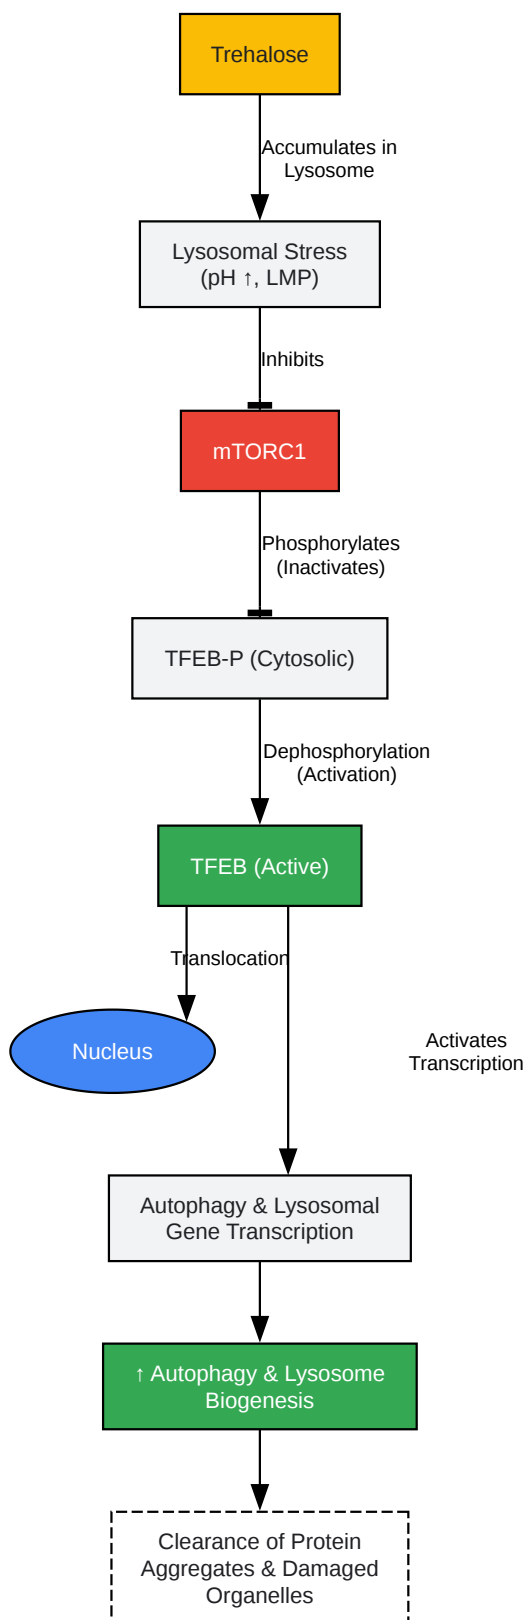 Trehalose
Accumulates in
Lysosome
Lysosomal Stress
(pH ↑, LMP)
Inhibits
mTORC1
Phosphorylates
(Inactivates)
TFEB-P (Cytosolic)
Dephosphorylation
(Activation)
TFEB (Active)
Translocation
Nucleus
Activates
Transcription
Autophagy & Lysosomal
Gene Transcription
↑ Autophagy & Lysosome
Biogenesis
Clearance of Protein
Aggregates & Damaged
Organelles